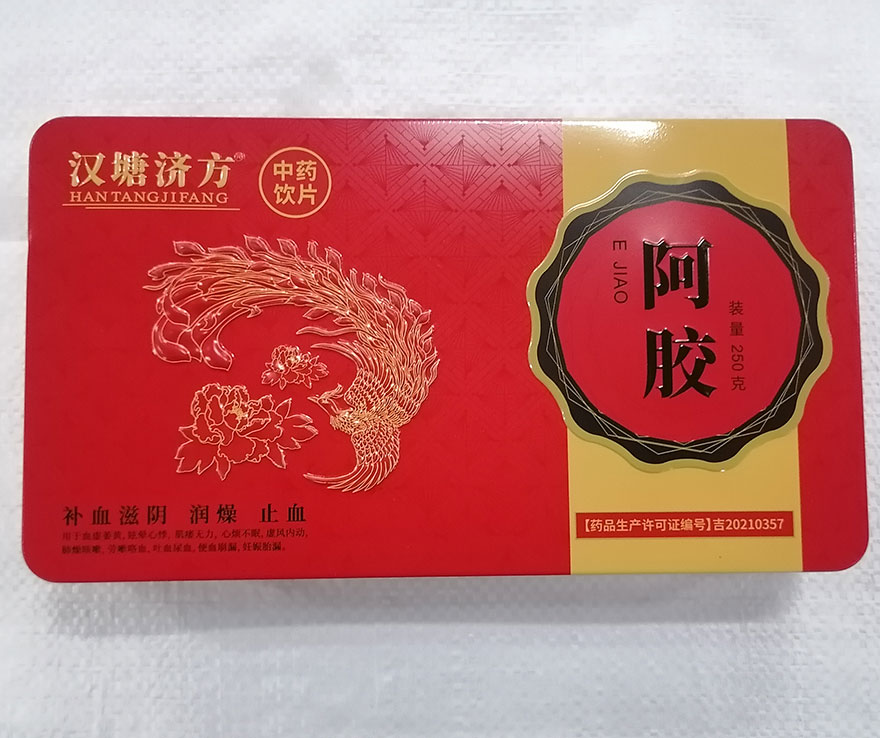 汉塘济方
HANTANGJIFANG
中药
饮片
阿胶
E JIAO
装量 250克
补血滋阴 润燥 止血
用于血虚萎黄,眩晕心悸,肌痿无力,心烦不眠,虚风内动,
肺燥咳嗽,劳嗽咯血,吐血尿血,便血崩漏,妊娠胎漏。
【药品生产许可证编号】吉20210357